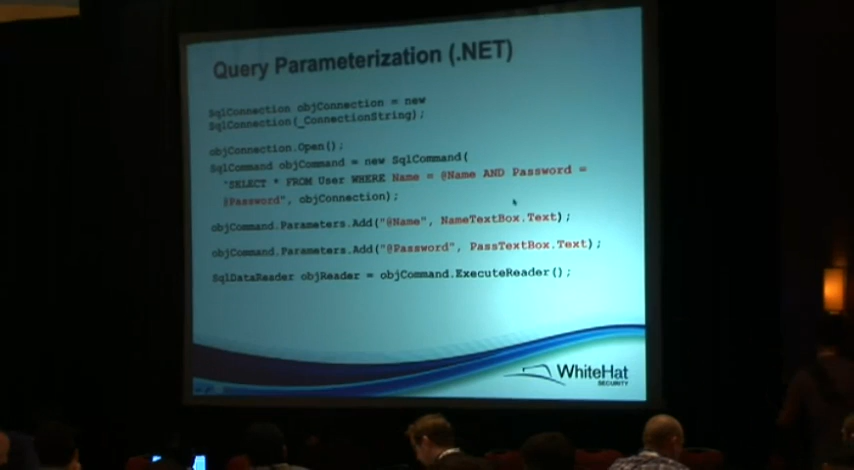 Query Parameterization (.NET)
SqlConnection objConnection = new
SqlConnection(_ConnectionString);
objConnection.Open();
SqlCommand objCommand = new SqlCommand(
"SELECT * FROM User WHERE Name = @Name AND Password =
@Password", objConnection);
objCommand.Parameters.Add("@Name", NameTextBox.Text);
objCommand.Parameters.Add("@Password", PassTextBox.Text);
SqlDataReader objReader = objCommand.ExecuteReader();
WhiteHat
SECURITY